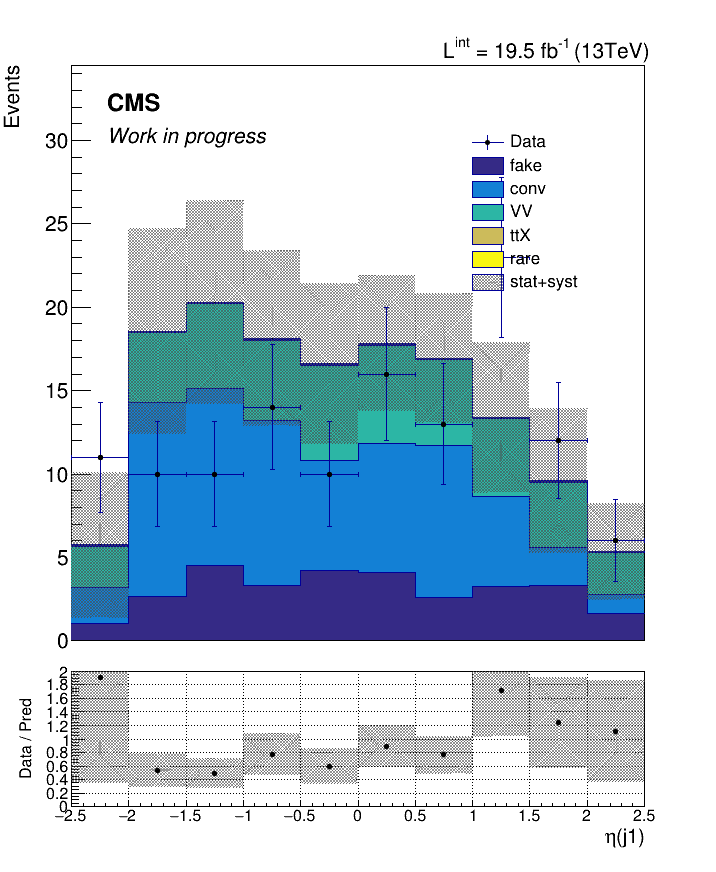 L^int = 19.5 fb^-1 (13TeV)
Events
CMS
Work in progress
Data
fake
conv
VV
ttX
rare
stat+syst
30
25
20
15
10
5
0
Data / Pred
2
1.8
1.6
1.4
1.2
1
0.8
0.6
0.4
0.2
0
−2.5 −2 −1.5 −1 −0.5 0 0.5 1 1.5 2 2.5
η(j1)